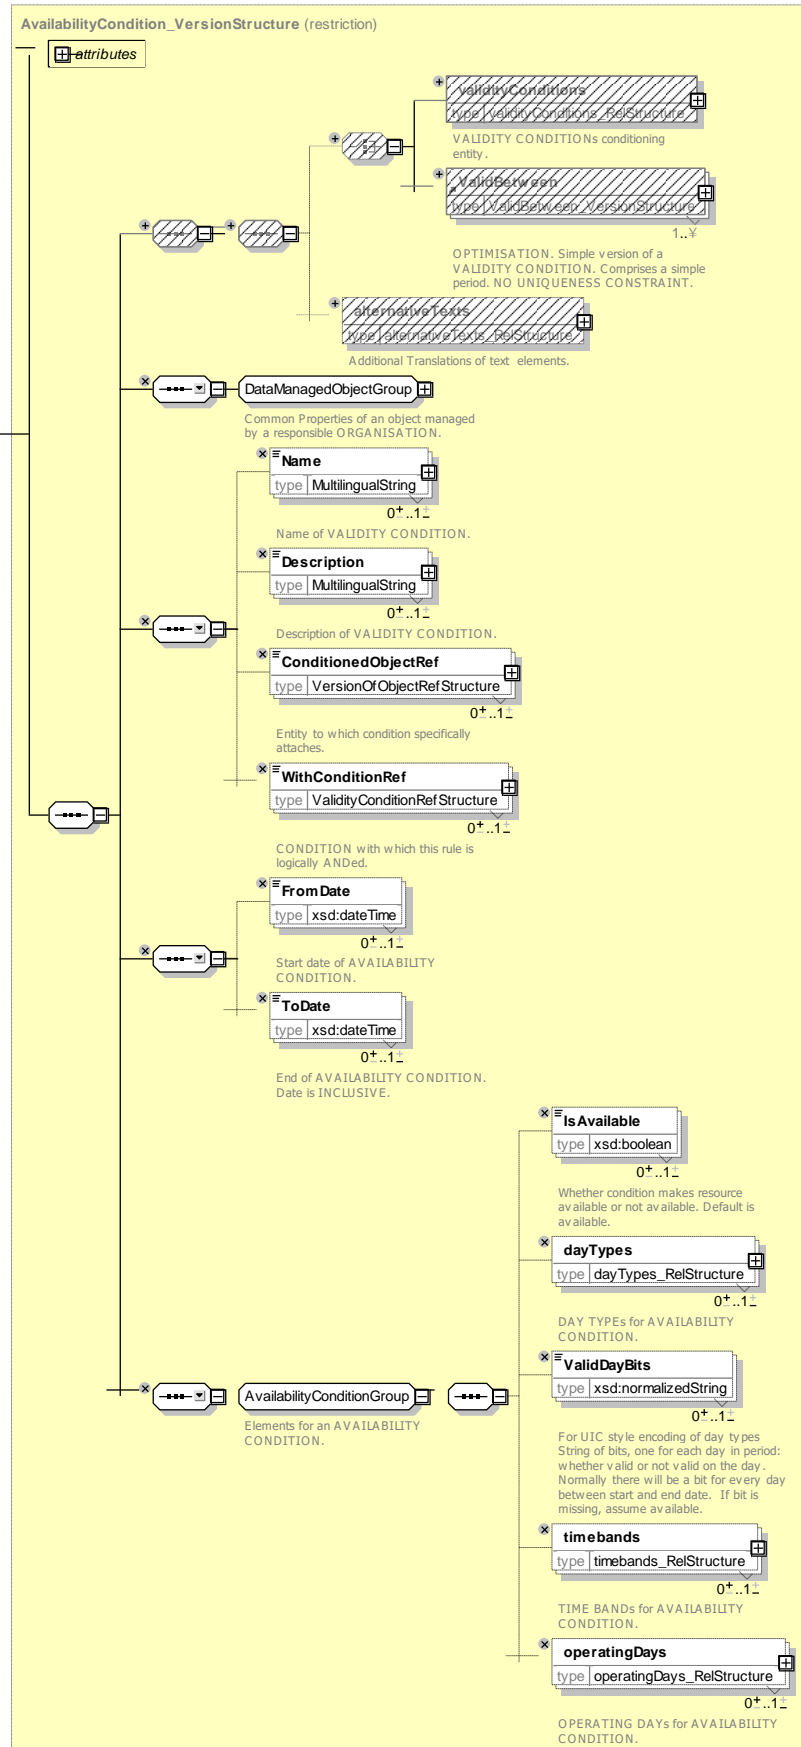 AvailabilityCondition_VersionStructure (restriction)
attributes
validityConditions
type validityConditions_RelStructure
VALIDITY CONDITIONs conditioning
entity.
ValidBetween
type ValidBetween_VersionStructure
1..¥
OPTIMISATION. Simple version of a
VALIDITY CONDITION. Comprises a simple
period. NO UNIQUENESS CONSTRAINT.
alternativeTexts
type alternativeTexts_RelStructure
Additional Translations of text elements.
DataManagedObjectGroup
Common Properties of an object managed
by a responsible ORGANISATION.
Name
type MultilingualString
0±..1±
Name of VALIDITY CONDITION.
Description
type MultilingualString
0±..1±
Description of VALIDITY CONDITION.
ConditionedObjectRef
type VersionOfObjectRefStructure
0±..1±
Entity to which condition specifically
attaches.
WithConditionRef
type ValidityConditionRefStructure
0±..1±
CONDITION with which this rule is
logically ANDed.
FromDate
type xsd:dateTime
0±..1±
Start date of AVAILABILITY
CONDITION.
ToDate
type xsd:dateTime
0±..1±
End of AVAILABILITY CONDITION.
Date is INCLUSIVE.
IsAvailable
type xsd:boolean
0±..1±
Whether condition makes resource
available or not available. Default is
available.
dayTypes
type dayTypes_RelStructure
0±..1±
DAY TYPEs for AVAILABILITY
CONDITION.
AvailabilityConditionGroup
Elements for an AVAILABILITY
CONDITION.
ValidDayBits
type xsd:normalizedString
0±..1±
For UIC style encoding of day types
String of bits, one for each day in period:
whether valid or not valid on the day.
Normally there will be a bit for every day
between start and end date. If bit is
missing, assume available.
timebands
type timebands_RelStructure
0±..1±
TIME BANDs for AVAILABILITY
CONDITION.
operatingDays
type operatingDays_RelStructure
0±..1±
OPERATING DAYs for AVAILABILITY
CONDITION.